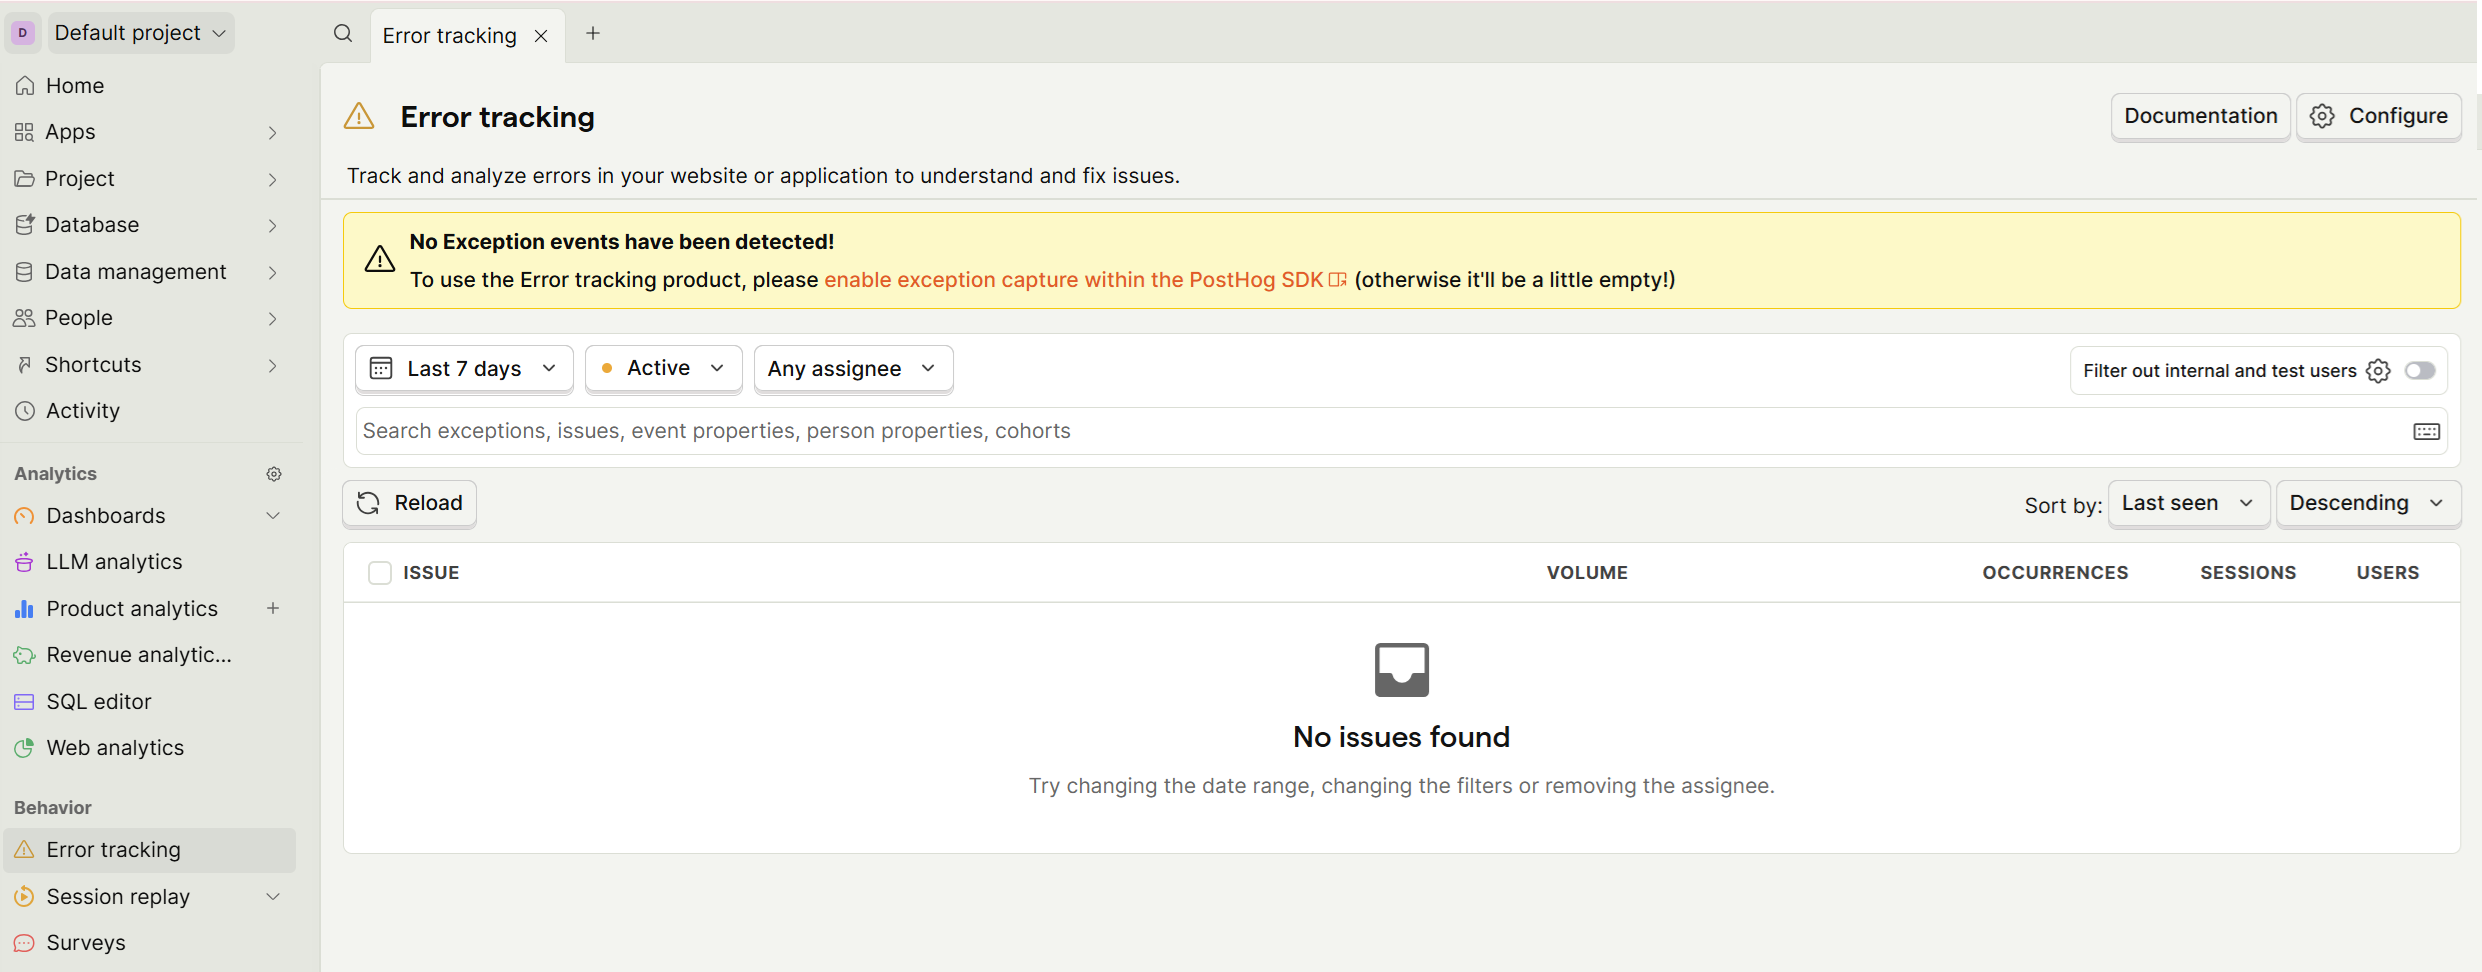 D
Default project
Home
Apps
Project
Database
Data management
People
Shortcuts
Activity
Analytics
Dashboards
LLM analytics
Product analytics
Revenue analytic...
SQL editor
Web analytics
Behavior
Error tracking
Session replay
Surveys
Error tracking
Error tracking
Documentation
Configure
Track and analyze errors in your website or application to understand and fix issues.
No Exception events have been detected!
To use the Error tracking product, please enable exception capture within the PostHog SDK (otherwise it'll be a little empty!)
Last 7 days
Active
Any assignee
Filter out internal and test users
Search exceptions, issues, event properties, person properties, cohorts
Reload
Sort by:
Last seen
Descending
ISSUE
VOLUME
OCCURRENCES
SESSIONS
USERS
No issues found
Try changing the date range, changing the filters or removing the assignee.